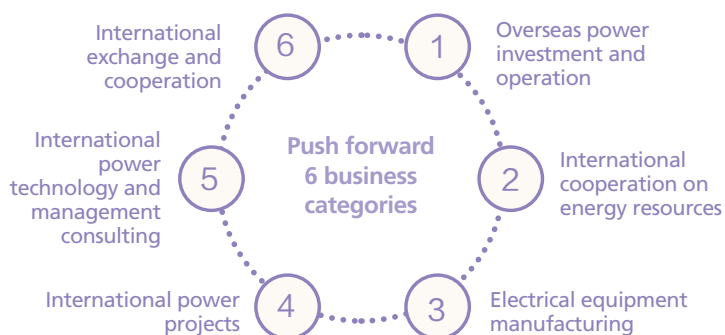 Push forward
6 business
categories
1
Overseas power
investment and
operation
2
International
cooperation on
energy resources
3
Electrical equipment
manufacturing
4
International power
projects
5
International
power
technology and
management
consulting
6
International
exchange and
cooperation